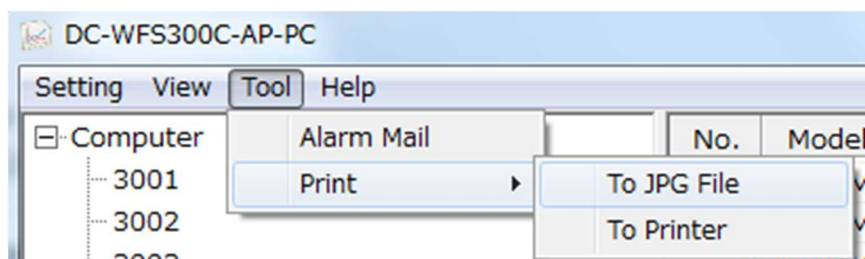 DC-WFS300C-AP-PC
Setting View Tool Help
Computer Alarm Mail No.
3001 Print To JPG File
3002 To Printer